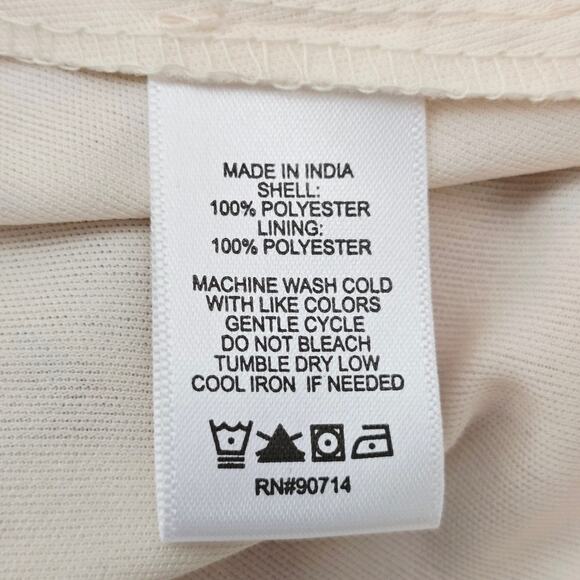 MADE IN INDIA
SHELL:
100% POLYESTER
LINING:
100% POLYESTER
MACHINE WASH COLD
WITH LIKE COLORS
GENTLE CYCLE
DO NOT BLEACH
TUMBLE DRY LOW
COOL IRON IF NEEDED
RN#90714